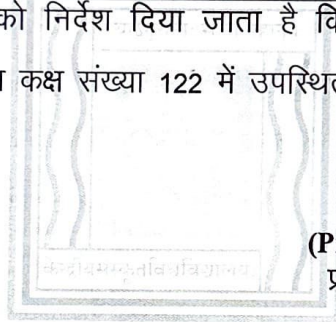 को निर्देश दिया जाता है
कक्ष संख्या 122 में उपस्थित
(P
प्र